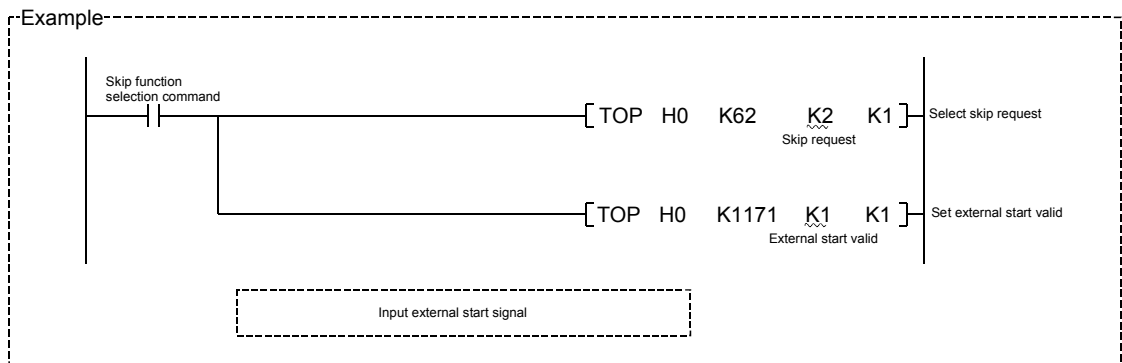 Example
Skip function
selection command
TOP H0 K62 K2 K1 Select skip request
Skip request
TOP H0 K1171 K1 K1 Set external start valid
External start valid
Input external start signal